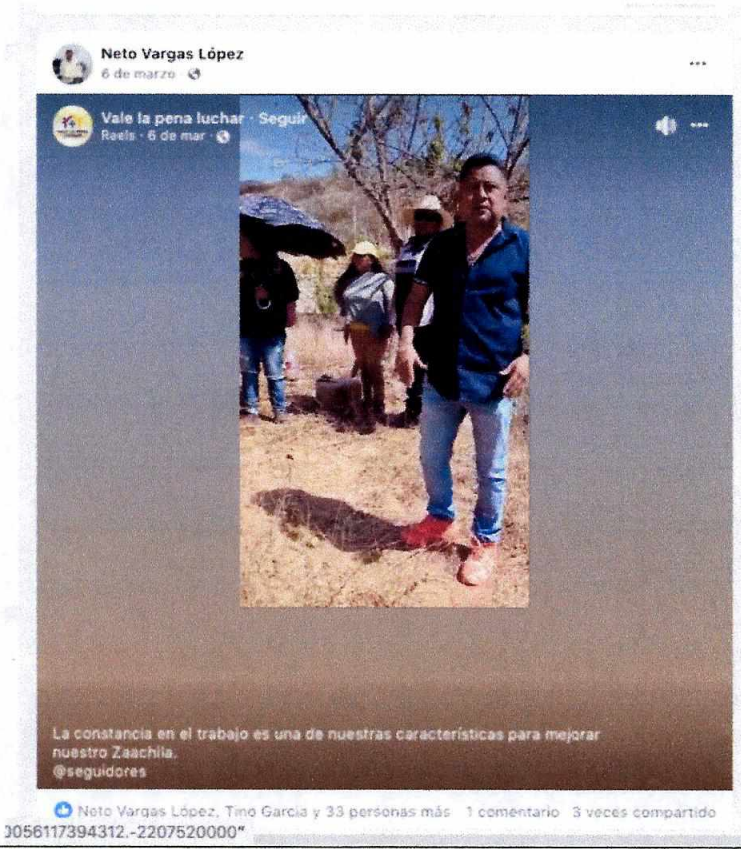 Neto Vargas López
6 de marzo
Vale la pena luchar · Seguir
Reels · 6 de mar ·
La constancia en el trabajo es una de nuestras características para mejorar
nuestro Zaachila.
@seguidores
Neto Vargas López, Tino Garcia y 33 personas más 1 comentario 3 veces compartido
0056117394312.-2207520000"